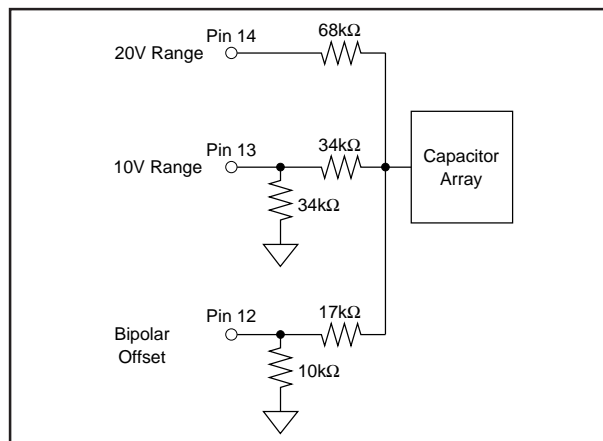 Pin 14
68kΩ
20V Range
Pin 13
34kΩ
10V Range
34kΩ
Capacitor
Array
Pin 12
17kΩ
Bipolar
Offset
10kΩ